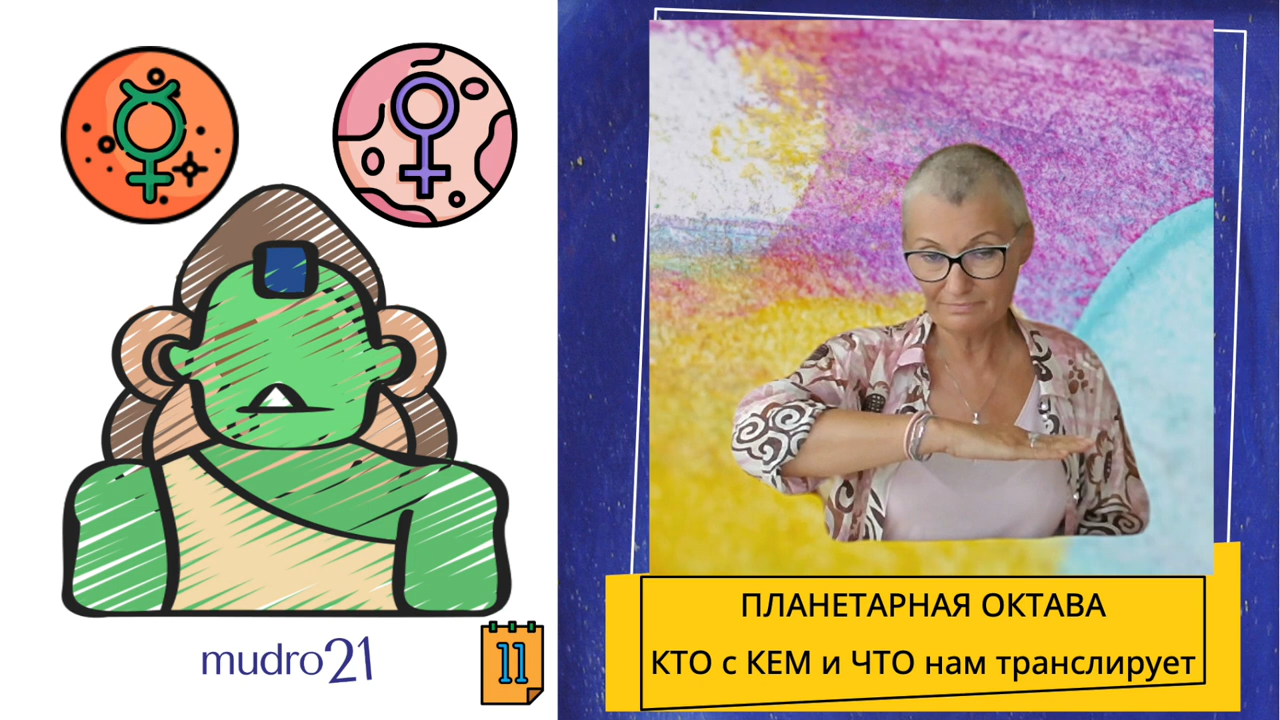 mudro21
11
ПЛАНЕТАРНАЯ ОКТАВА
КТО с КЕМ и ЧТО нам транслирует